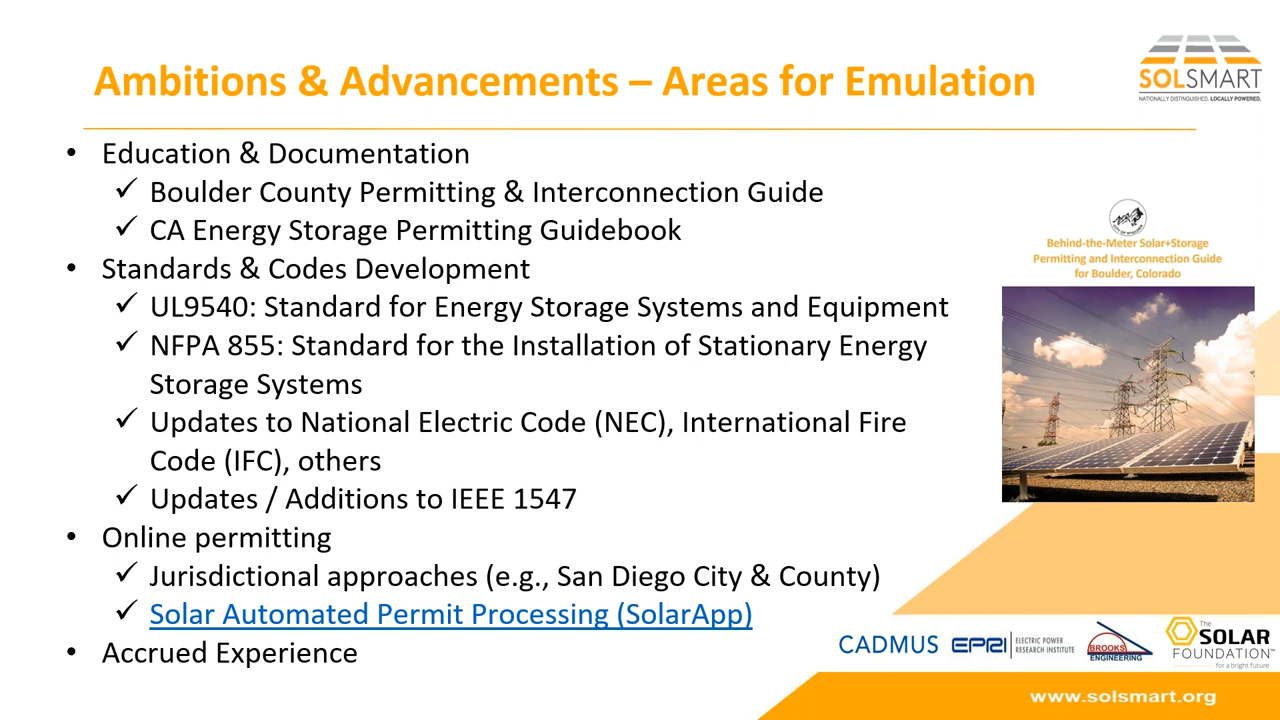 Ambitions & Advancements – Areas for Emulation
SOLSMART
NATIONALLY DISTINGUISHED. LOCALLY POWERED.
• Education & Documentation
✓ Boulder County Permitting & Interconnection Guide
✓ CA Energy Storage Permitting Guidebook
• Standards & Codes Development
✓ UL9540: Standard for Energy Storage Systems and Equipment
✓ NFPA 855: Standard for the Installation of Stationary Energy
Storage Systems
✓ Updates to National Electric Code (NEC), International Fire
Code (IFC), others
✓ Updates / Additions to IEEE 1547
• Online permitting
✓ Jurisdictional approaches (e.g., San Diego City & County)
✓ Solar Automated Permit Processing (SolarApp)
• Accrued Experience
Behind-the-Meter Solar+Storage
Permitting and Interconnection Guide
for Boulder, Colorado
CADMUS
EPRI
ELECTRIC POWER
RESEARCH INSTITUTE
BROOKS
ENGINEERING
The
SOLAR
FOUNDATION™
for a bright future
www.solsmart.org